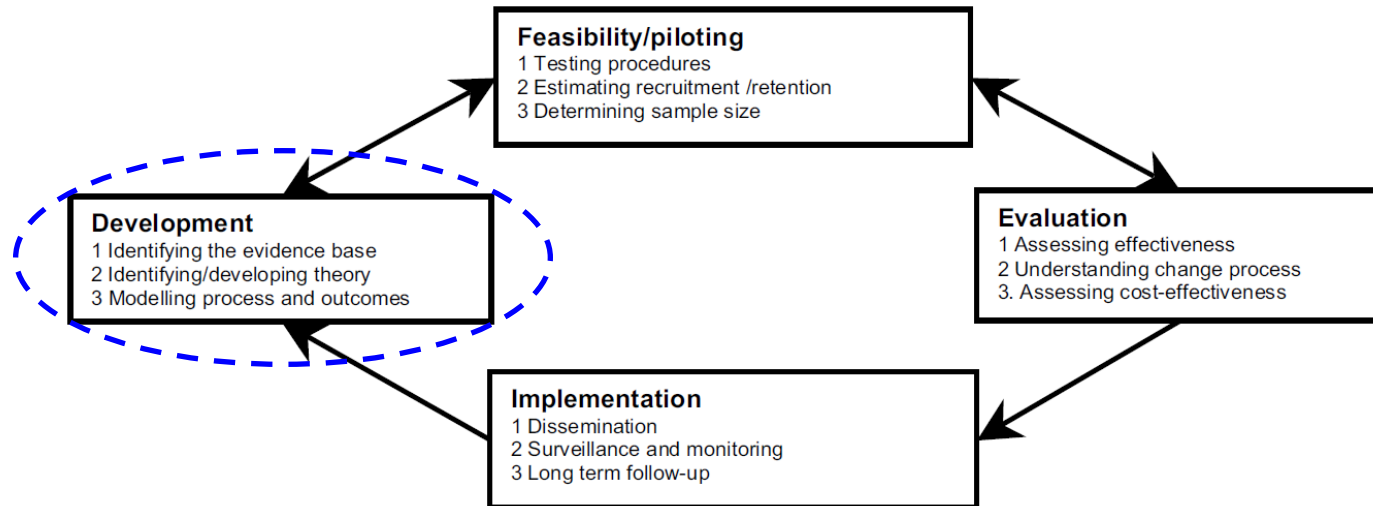 Feasibility/piloting
1 Testing procedures
2 Estimating recruitment /retention
3 Determining sample size
Development
1 Identifying the evidence base
2 Identifying/developing theory
3 Modelling process and outcomes
Evaluation
1 Assessing effectiveness
2 Understanding change process
3. Assessing cost-effectiveness
Implementation
1 Dissemination
2 Surveillance and monitoring
3 Long term follow-up